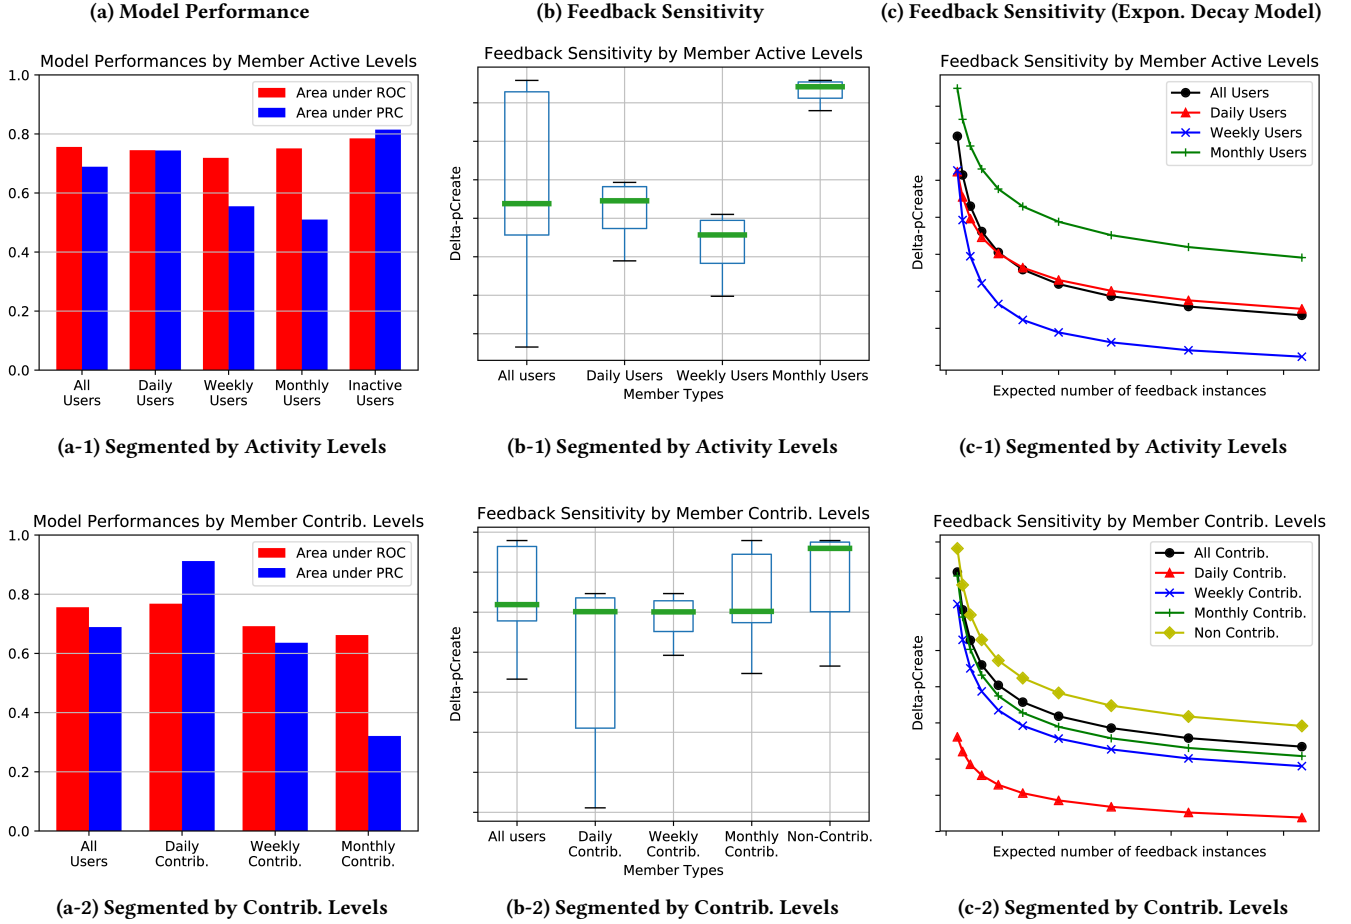 (a) Model Performance
(b) Feedback Sensitivity
(c) Feedback Sensitivity (Expon. Decay Model)
Model Performances by Member Active Levels
1.0
0.8
0.6
0.4
0.2
0.0
Area under ROC
Area under PRC
All Users
Daily Users
Weekly Users
Monthly Users
Inactive Users
(a-1) Segmented by Activity Levels
Feedback Sensitivity by Member Active Levels
Delta-pCreate
All users
Daily Users
Weekly Users
Monthly Users
Member Types
(b-1) Segmented by Activity Levels
Feedback Sensitivity by Member Active Levels
Delta-pCreate
All Users
Daily Users
Weekly Users
Monthly Users
Expected number of feedback instances
(c-1) Segmented by Activity Levels
Model Performances by Member Contrib. Levels
1.0
0.8
0.6
0.4
0.2
0.0
Area under ROC
Area under PRC
All Users
Daily Contrib.
Weekly Contrib.
Monthly Contrib.
(a-2) Segmented by Contrib. Levels
Feedback Sensitivity by Member Contrib. Levels
Delta-pCreate
All users
Daily Contrib.
Weekly Contrib.
Monthly Contrib.
Non-Contrib.
Member Types
(b-2) Segmented by Contrib. Levels
Feedback Sensitivity by Member Contrib. Levels
Delta-pCreate
All Contrib.
Daily Contrib.
Weekly Contrib.
Monthly Contrib.
Non Contrib.
Expected number of feedback instances
(c-2) Segmented by Contrib. Levels